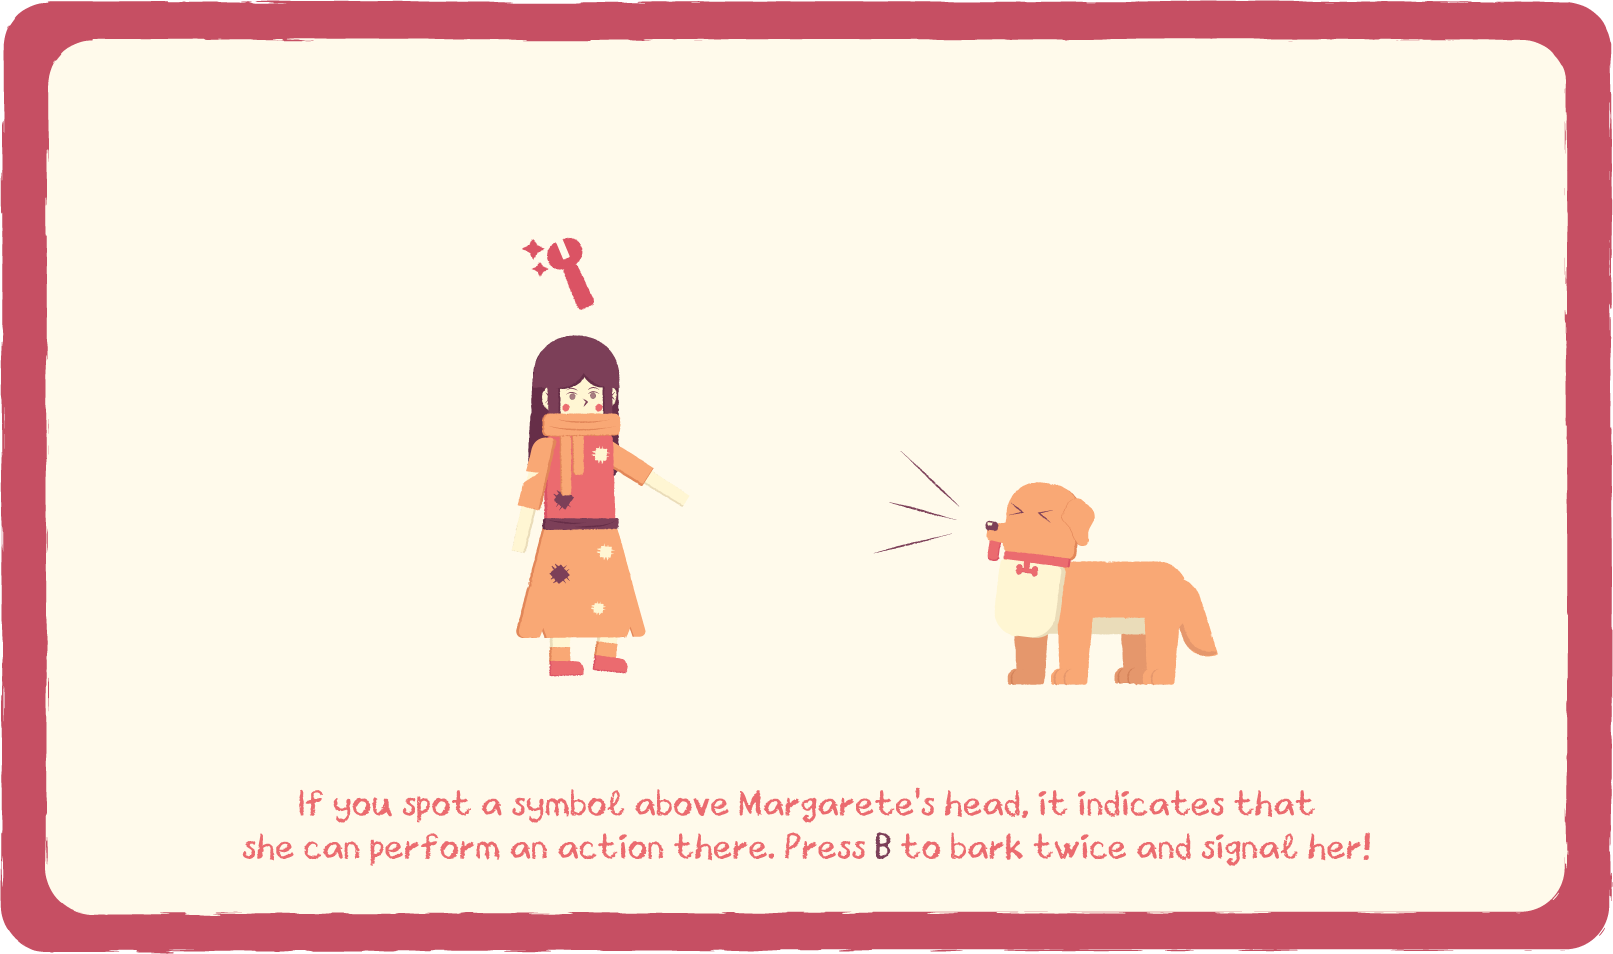 If you spot a symbol above Margarete's head, it indicates that
she can perform an action there. Press B to bark twice and signal her!